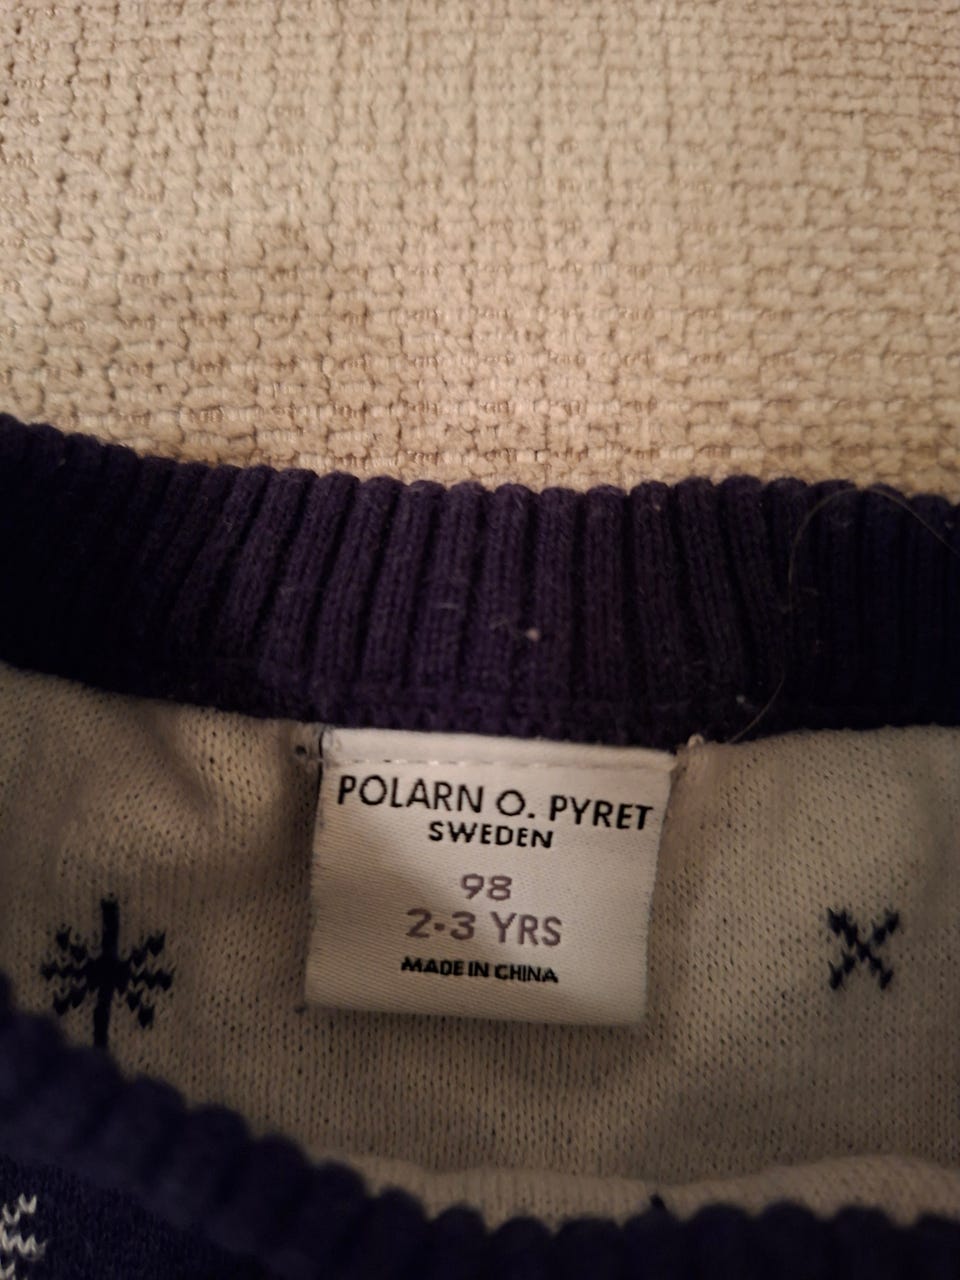 POLARN O. PYRET
SWEDEN
98
2-3 YRS
MADE IN CHINA